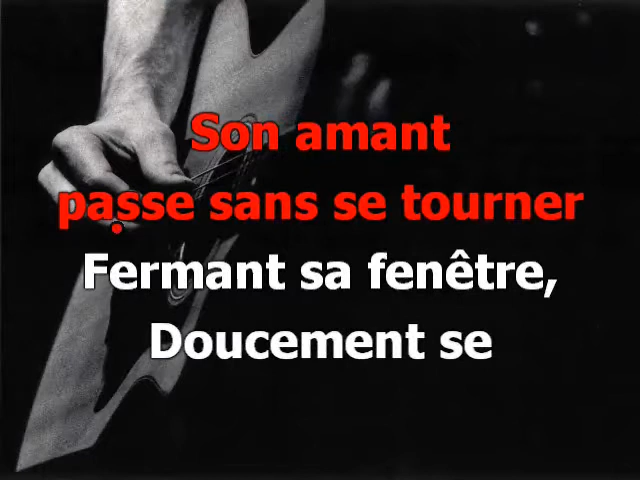 Son amant
passe sans se tourner
Fermant sa fenêtre,
Doucement se